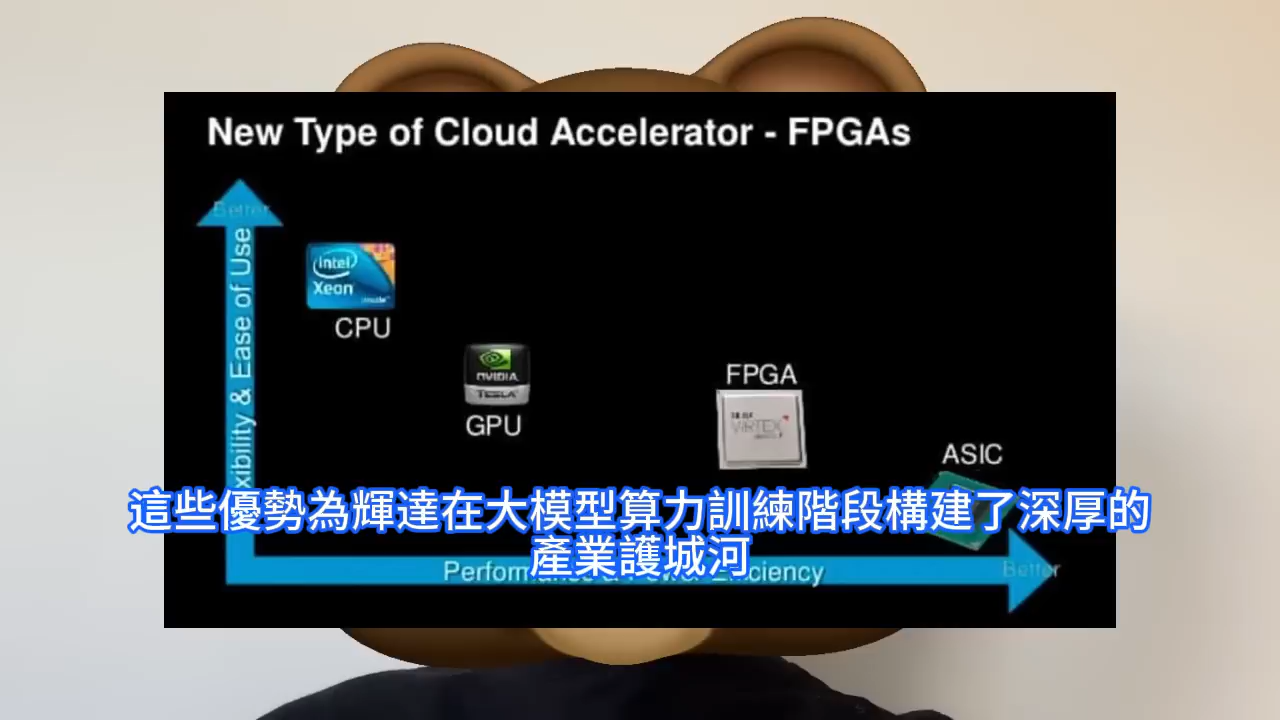 New Type of Cloud Accelerator - FPGAs
Better
xibility & Ease of Use
intel
Xeon
inside
CPU
NVIDIA
TESLA
GPU
FPGA
VIRTEX
ASIC
這些優勢為輝達在大模型算力訓練階段構建了深厚的
產業護城河
Better